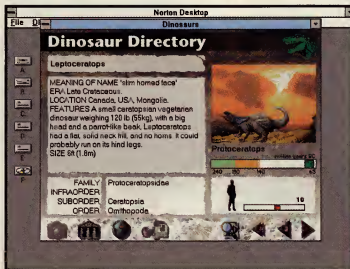 Norton Desktop
File
Dinosaurs
Dinosaur Directory
Leptoceratops
MEANING OF NAME 'slim horned face'
ERA Late Cretaceous.
LOCATION Canada, USA, Mongolia.
FEATURES A small ceratopsian vegetarian
dinosaur weighing 120 lb (55kg), with a big
head and a parrot-like beak, Leptoceratops
had a flat, solid neck frill, and no horns. It could
probably run on its hind legs.
SIZE 6ft (1.8m)
Protoceratops
240 190 140 65
FAMILY Protoceratopsidae
INFRAORDER
SUBORDER Ceratopsia
ORDER Ornithopoda
10
A
B
C
D
E
F